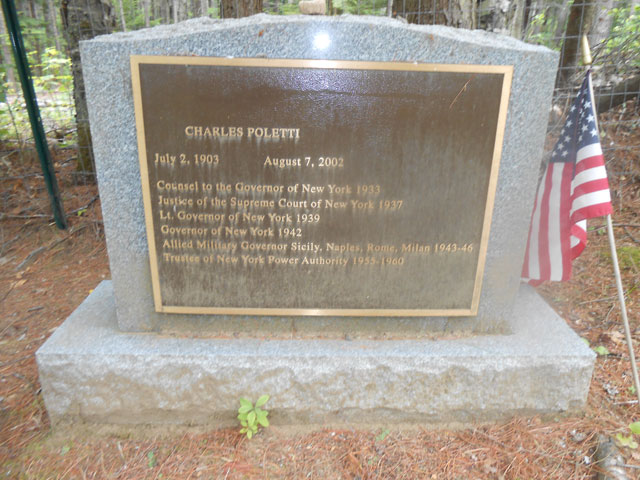 CHARLES POLETTI
July 2, 1903 August 7, 2002
Counsel to the Governor of New York 1933
Justice of the Supreme Court of New York 1937
Lt. Governor of New York 1939
Governor of New York 1942
Allied Military Governor Sicily, Naples, Rome, Milan 1943-46
Trustee of New York Power Authority 1955-1960